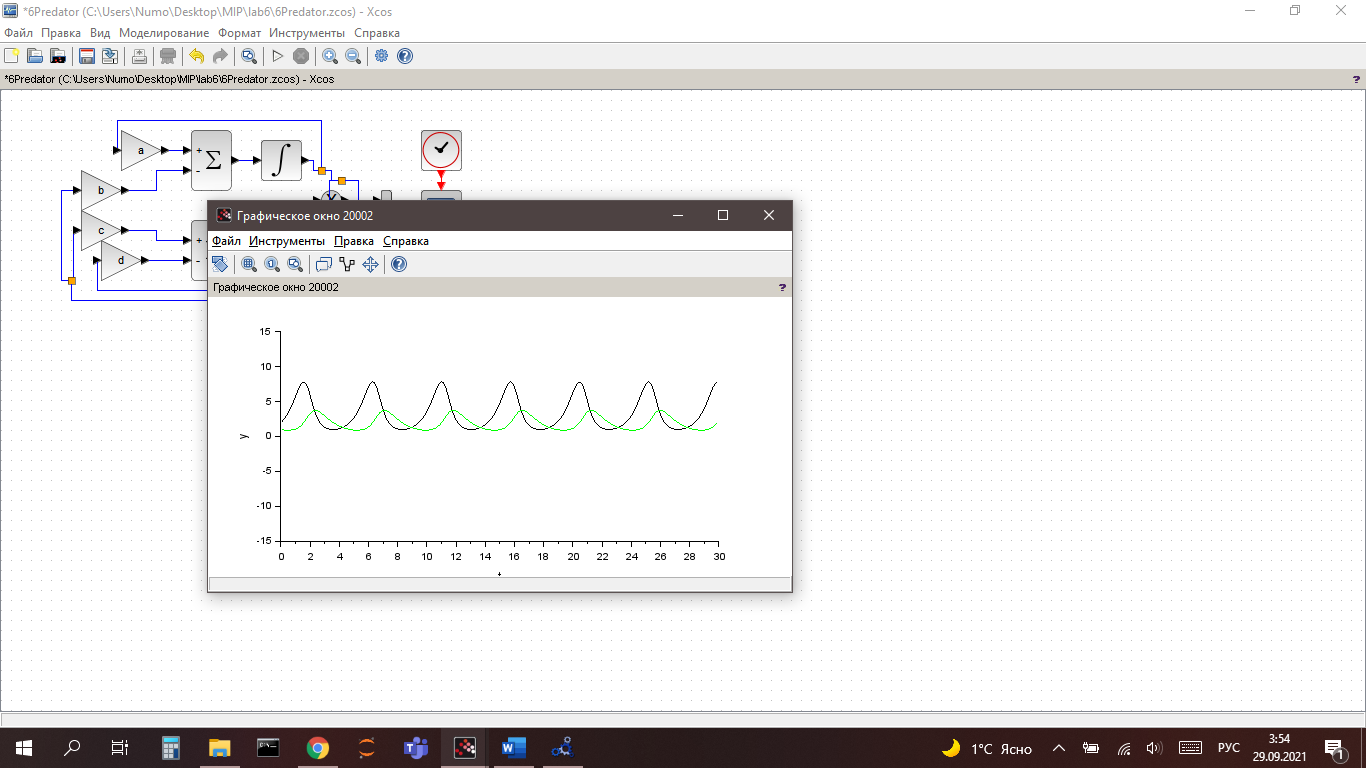 *6Predator (C:\Users\Numo\Desktop\MIP\lab6\6Predator.zcos) - Xcos
Файл Правка Вид Моделирование Формат Инструменты Справка
*6Predator (C:\Users\Numo\Desktop\MIP\lab6\6Predator.zcos) - Xcos ?
a
+
Σ
-
∫
b
c
+
d
-
Графическое окно 20002
Файл Инструменты Правка Справка
Графическое окно 20002 ?
15
10
5
0
-5
-10
-15
y
0 2 4 6 8 10 12 14 16 18 20 22 24 26 28 30
1°C Ясно
РУС
3:54
29.09.2021
1